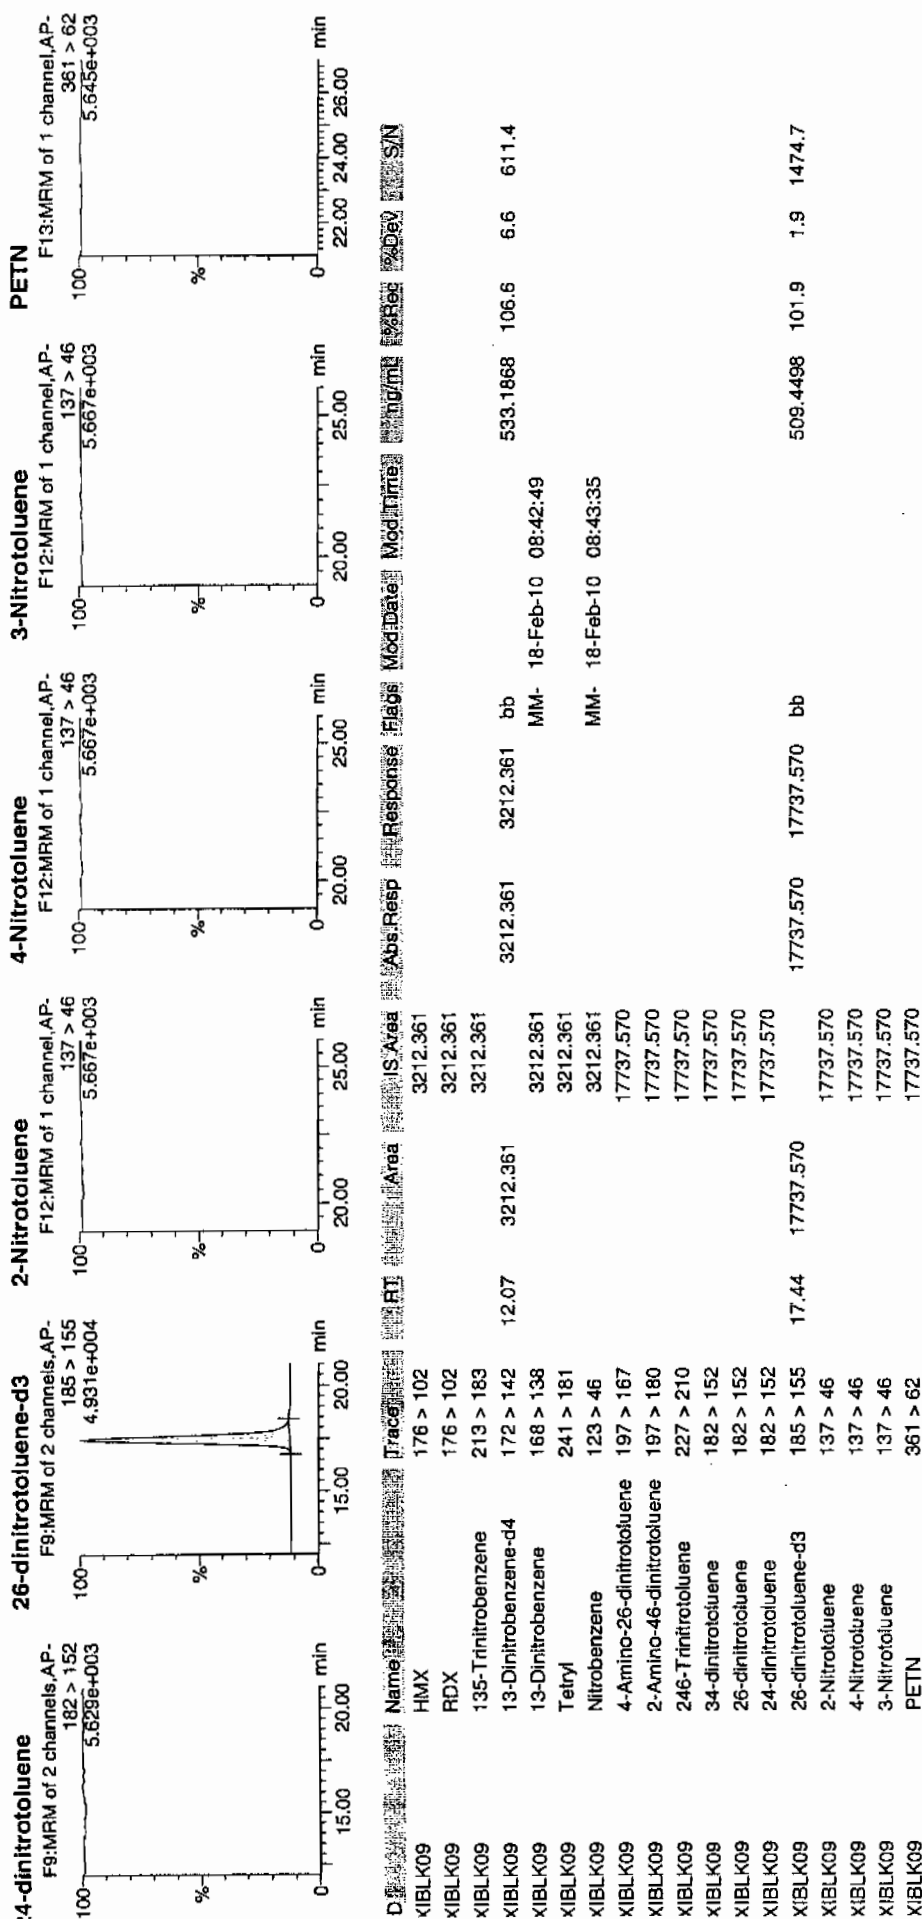 24-dinitrotoluene
F9:MRM of 2 channels,AP-
182 > 152
5.629e+003
100
%
0
15.00 20.00 min
26-dinitrotoluene-d3
F9:MRM of 2 channels,AP-
185 > 155
4.931e+004
100
%
0
15.00 20.00 min
2-Nitrotoluene
F12:MRM of 1 channel,AP-
137 > 46
5.667e+003
100
%
0
20.00 25.00 min
4-Nitrotoluene
F12:MRM of 1 channel,AP-
137 > 46
5.667e+003
100
%
0
20.00 25.00 min
3-Nitrotoluene
F12:MRM of 1 channel,AP-
137 > 46
5.667e+003
100
%
0
20.00 25.00 min
PETN
F13:MRM of 1 channel,AP-
361 > 62
5.645e+003
100
%
0
22.00 24.00 26.00 min
D Name Trace RT Area IS Area Abs.Resp Response Flags Mod.Date Mod.Time ng/ml %Rec %Dev S/N
XIBLK09 HMX 176 > 102 3212.361
XIBLK09 RDX 176 > 102 3212.361
XIBLK09 135-Trinitrobenzene 213 > 183 3212.361
XIBLK09 13-Dinitrobenzene-d4 172 > 142 12.07 3212.361 3212.361 3212.361 bb 533.1868 106.6 6.6 611.4
XIBLK09 13-Dinitrobenzene 168 > 138 3212.361 MM- 18-Feb-10 08:42:49
XIBLK09 Tetryl 241 > 181 3212.361
XIBLK09 Nitrobenzene 123 > 46 3212.361 MM- 18-Feb-10 08:43:35
XIBLK09 4-Amino-26-dinitrotoluene 197 > 167 17737.570
XIBLK09 2-Amino-46-dinitrotoluene 197 > 180 17737.570
XIBLK09 246-Trinitrotoluene 227 > 210 17737.570
XIBLK09 34-dinitrotoluene 182 > 152 17737.570
XIBLK09 26-dinitrotoluene 182 > 152 17737.570
XIBLK09 24-dinitrotoluene 182 > 152 17737.570
XIBLK09 26-dinitrotoluene-d3 185 > 155 17.44 17737.570 17737.570 17737.570 bb 509.4498 101.9 1.9 1474.7
XIBLK09 2-Nitrotoluene 137 > 46 17737.570
XIBLK09 4-Nitrotoluene 137 > 46 17737.570
XIBLK09 3-Nitrotoluene 137 > 46 17737.570
XIBLK09 PETN 361 > 62 17737.570